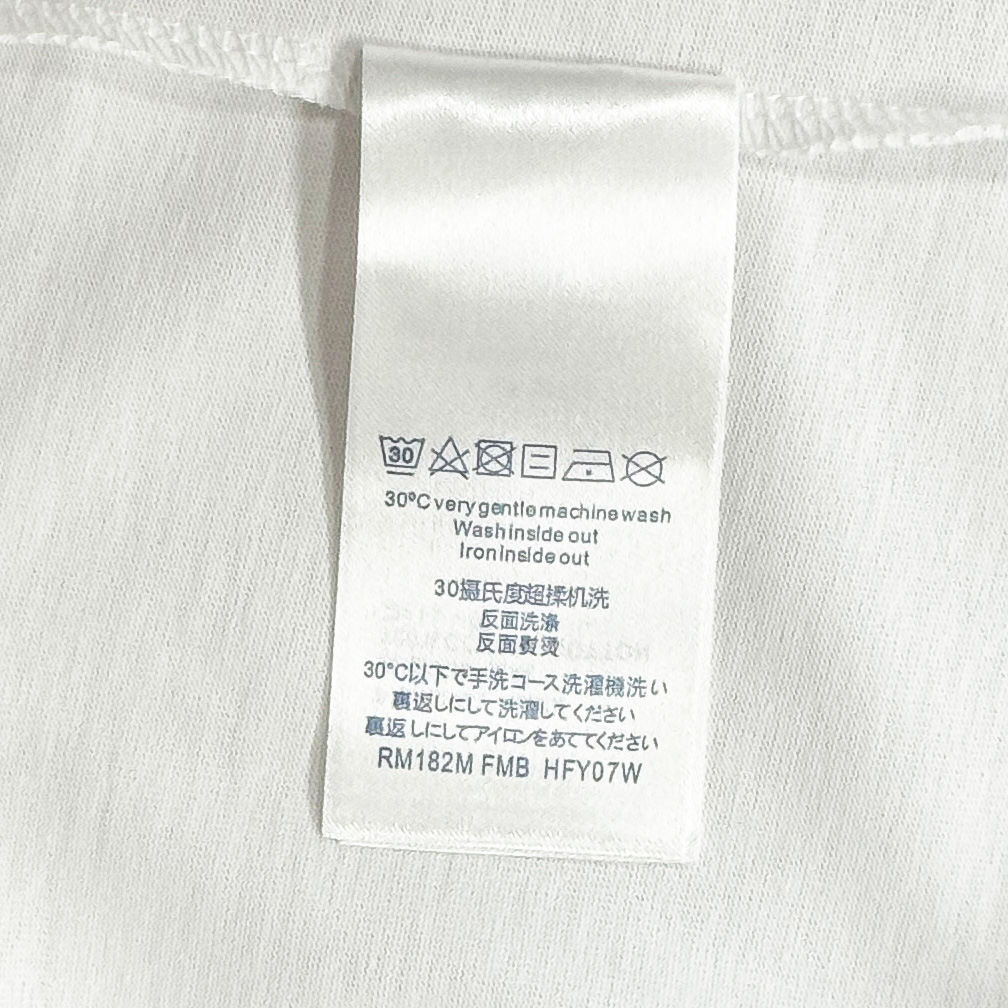 30
30°C very gentle machine wash
Wash inside out
Iron inside out
30摄氏度超揉机洗
反面洗涤
反面熨烫
30°C以下で手洗コース洗濯機洗い
裏返しにして洗濯してください
裏返しにしてアイロンをあててください
RM182M FMB HFY07W